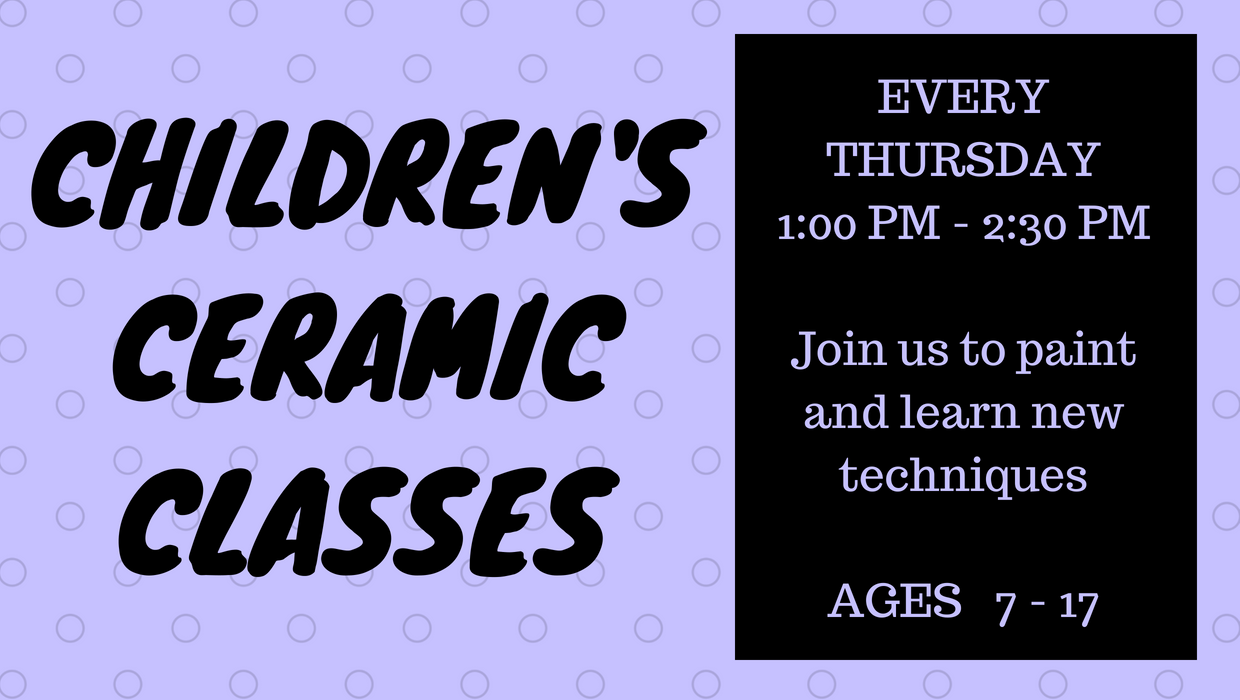 CHILDREN'S
CERAMIC
CLASSES
EVERY
THURSDAY
1:00 PM - 2:30 PM
Join us to paint
and learn new
techniques
AGES 7 - 17